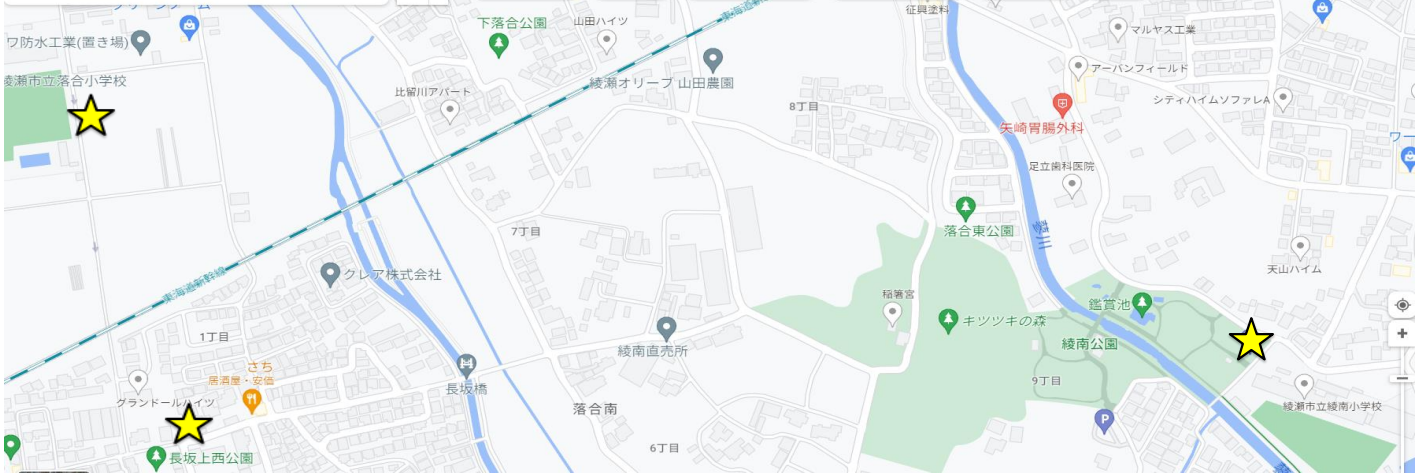 征興塗料
下落合公園
山田ハイツ
マルヤス工業
ワ防水工業(置き場)
綾瀬市立落合小学校
比留川アパート
綾瀬オリーブ 山田農園
アーバンフィールド
シティハイムソファレA
8丁目
矢崎胃腸外科
ワー
足立歯科医院
7丁目
落合東公園
クレア株式会社
東海道新幹線
天山ハイム
稲箸宮
鑑賞池
キツツキの森
1丁目
綾南公園
綾南直売所
さち
居酒屋・安価
長坂橋
9丁目
グランドールハイツ
落合南
綾瀬市立綾南小学校
P
6丁目
長坂上西公園